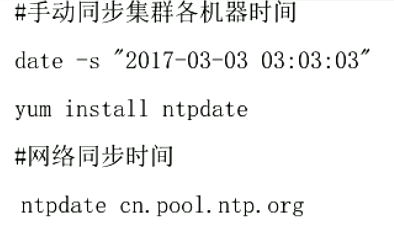 #手动同步集群各机器时间
date -s "2017-03-03 03:03:03"
yum install ntpdate
#网络同步时间
ntpdate cn.pool.ntp.org